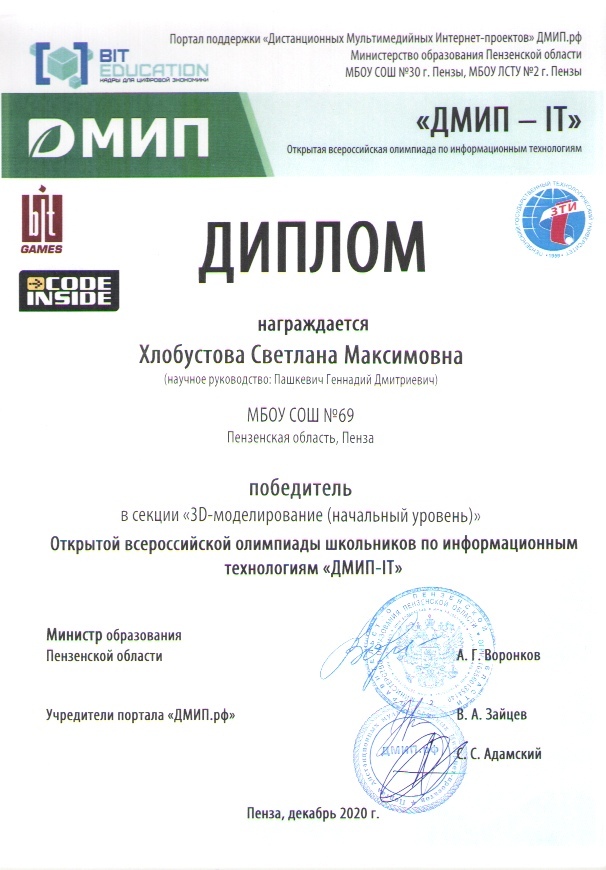 Портал поддержки «Дистанционных Мультимедийных Интернет-проектов» ДМИП.рф
Министерство образования Пензенской области
МБОУ СОШ №30 г. Пензы, МБОУ ЛСТУ №2 г. Пензы
BIT
EDUCATION
КАДРЫ ДЛЯ ЦИФРОВОЙ ЭКОНОМИКИ
ДМИП
«ДМИП – IT»
Открытая всероссийская олимпиада по информационным технологиям
bit
GAMES
CODE
INSIDE
ПЕНЗЕНСКИЙ ГОСУДАРСТВЕННЫЙ ТЕХНОЛОГИЧЕСКИЙ УНИВЕРСИТЕТ
ЗТИ
ДИПЛОМ
награждается
Хлобустова Светлана Максимовна
(научное руководство: Пашкевич Геннадий Дмитриевич)
МБОУ СОШ №69
Пензенская область, Пенза
победитель
в секции «3D-моделирование (начальный уровень)»
Открытой всероссийской олимпиады школьников по информационным
технологиям «ДМИП-IT»
Министр образования
Пензенской области
А. Г. Воронков
Учредители портала «ДМИП.рф»
В. А. Зайцев
ДМИП.РФ
С. С. Адамский
Пенза, декабрь 2020 г.